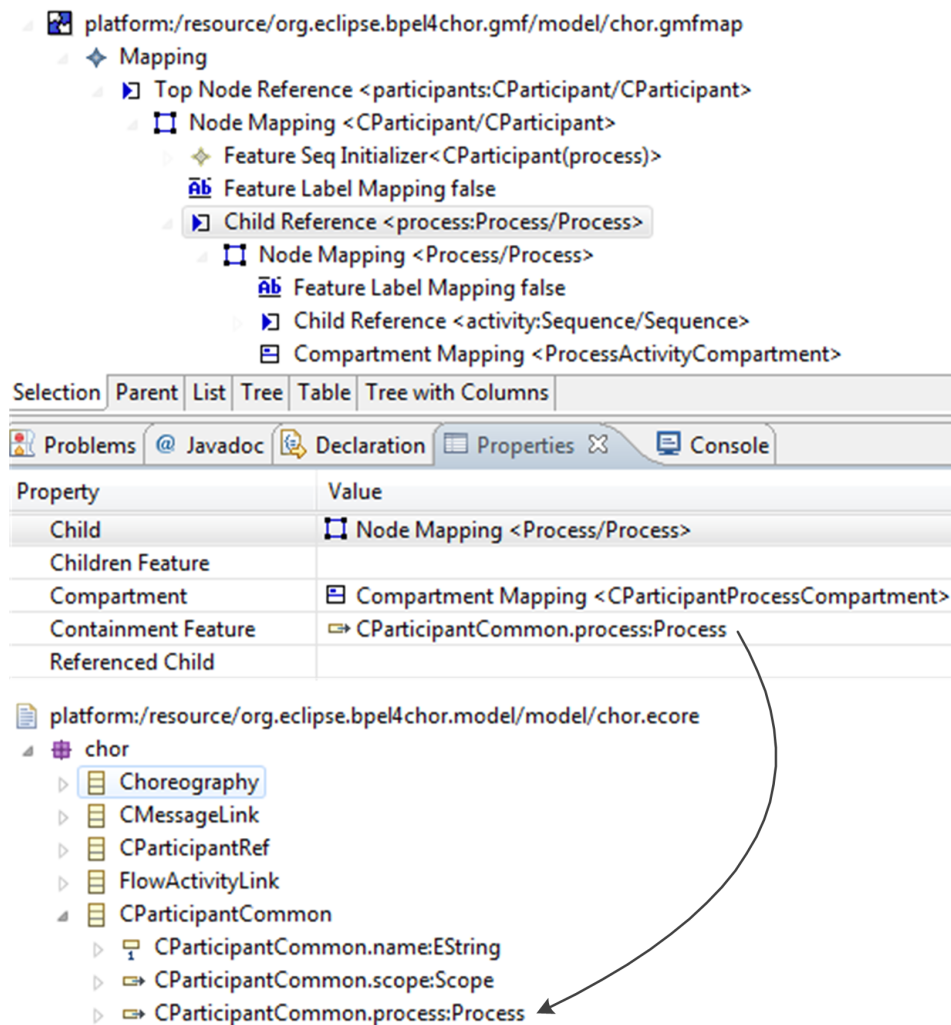 platform:/resource/org.eclipse.bpel4chor.gmf/model/chor.gmfmap
Mapping
Top Node Reference <participants:CParticipant/CParticipant>
Node Mapping <CParticipant/CParticipant>
Feature Seq Initializer<CParticipant(process)>
Ab Feature Label Mapping false
Child Reference <process:Process/Process>
Node Mapping <Process/Process>
Ab Feature Label Mapping false
Child Reference <activity:Sequence/Sequence>
Compartment Mapping <ProcessActivityCompartment>
Selection Parent List Tree Table Tree with Columns
Problems @ Javadoc Declaration Properties Console
Property Value
Child Node Mapping <Process/Process>
Children Feature
Compartment Compartment Mapping <CParticipantProcessCompartment>
Containment Feature CParticipantCommon.process:Process
Referenced Child
platform:/resource/org.eclipse.bpel4chor.model/model/chor.ecore
chor
Choreography
CMessageLink
CParticipantRef
FlowActivityLink
CParticipantCommon
1 CParticipantCommon.name:EString
CParticipantCommon.scope:Scope
CParticipantCommon.process:Process